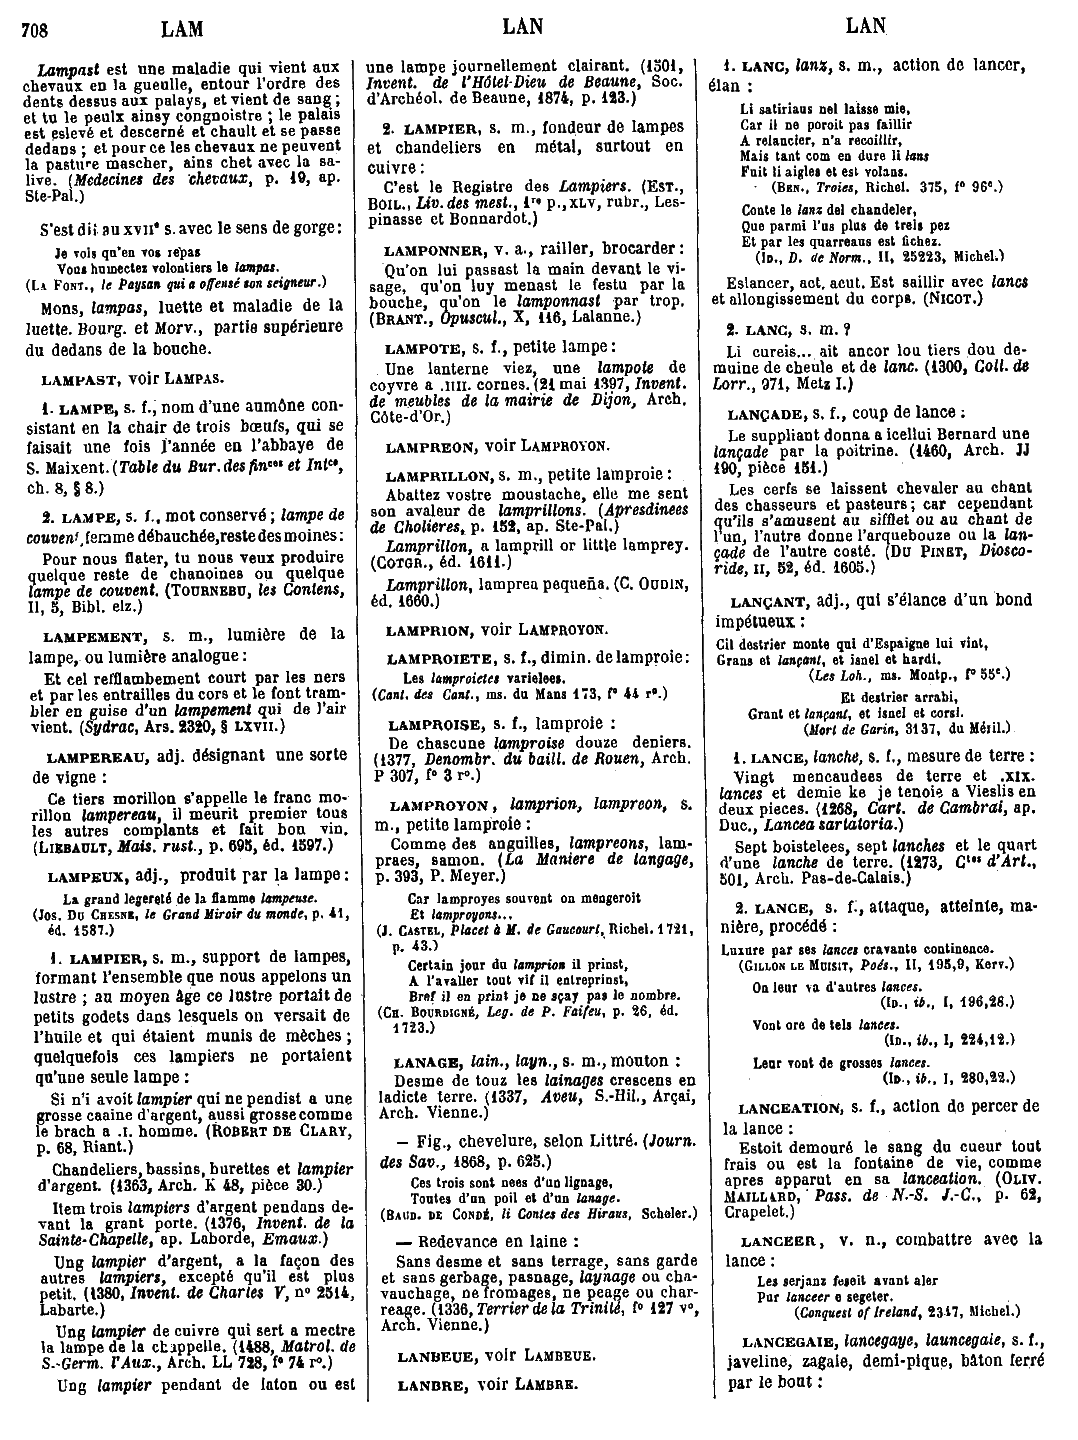 708 LAM LAN LAN
Lampast est une maladie qui vient aux
chevaux en la gueulle, entour l'ordre des
dents dessus aux palays, et vient de sang ;
et tu le peulx ainsy congnoistre ; le palais
est eslevé et descerné et chault et se passe
dedans ; et pour ce les chevaux ne peuvent
la pasture mascher, ains chet avec la sa-
live. (Medecines des chevaux, p. 19, ap.
Ste-Pal.)
S'est dit au XVIIe s. avec le sens de gorge :
Je vois qu'en vos repas
Vous humectez volontiers le lampas.
(LA FONT., le Paysan qui a offensé son seigneur.)
Mons, lampas, luette et maladie de la
luette. Bourg. et Morv., partie supérieure
du dedans de la bouche.
LAMPAST, voir LAMPAS.
1. LAMPE, s. f., nom d'une aumône con-
sistant en la chair de trois bœufs, qui se
faisait une fois l'année en l'abbaye de
S. Maixent. (Table du Bur. des finces et Intce,
ch. 8, § 8.)
2. LAMPE, s. f., mot conservé ; lampe de
couvent, femme débauchée, reste des moines :
Pour nous flater, tu nous veux produire
quelque reste de chanoines ou quelque
lampe de couvent. (TOURNEBU, les Contens,
II, 5, Bibl. elz.)
LAMPEMENT, s. m., lumière de la
lampe, ou lumière analogue :
Et cel refflambement court par les ners
et par les entrailles du cors et le font tram-
bler en guise d'un lampement qui de l'air
vient. (Sydrac, Ars. 2320, § LXVII.)
LAMPEREAU, adj. désignant une sorte
de vigne :
Ce tiers morillon s'appelle le franc mo-
rillon lampereau, il meurit premier tous
les autres complants et fait bon vin.
(LIEBAULT, Mais. rust., p. 695, éd. 1597.)
LAMPEUX, adj., produit par la lampe :
La grand legereté de la flamme lampeuse.
(JOS. DU CHESNE, le Grand Miroir du monde, p. 41,
éd. 1587.)
1. LAMPIER, s. m., support de lampes,
formant l'ensemble que nous appelons un
lustre ; au moyen âge ce lustre portait de
petits godets dans lesquels on versait de
l'huile et qui étaient munis de mèches ;
quelquefois ces lampiers ne portaient
qu'une seule lampe :
Si n'i avoit lampier qui ne pendist a une
grosse caaine d'argent, aussi grosse comme
le brach a .I. homme. (ROBERT DE CLARY,
p. 68, Riant.)
Chandeliers, bassins, burettes et lampier
d'argent. (1363, Arch. K 48, pièce 30.)
Item trois lampiers d'argent pendans de-
vant la grant porte. (1376, Invent. de la
Sainte-Chapelle, ap. Laborde, Emaux.)
Ung lampier d'argent, a la façon des
autres lampiers, excepté qu'il est plus
petit. (1380, Invent. de Charles V, n° 2514,
Labarte.)
Ung lampier de cuivre qui sert a mectre
la lampe de la chappelle. (1488, Matrol. de
S.-Germ. l'Aux., Arch. LL 728, f° 74 r°.)
Ung lampier pendant de laton ou est
une lampe journellement clairant. (1501,
Invent. de l'Hôtel-Dieu de Beaune, Soc.
d'Archéol. de Beaune, 1874, p. 123.)
2. LAMPIER, s. m., fondeur de lampes
et chandeliers en métal, surtout en
cuivre :
C'est le Registre des Lampiers. (EST.,
BOIL., Liv. des mest., 1re p., XLV, rubr., Les-
pinasse et Bonnardot.)
LAMPONNER, v. a., railler, brocarder :
Qu'on lui passast la main devant le vi-
sage, qu'on luy menast le festu par la
bouche, qu'on le lamponnast par trop.
(BRANT., Opuscul., X, 116, Lalanne.)
LAMPOTE, s. f., petite lampe :
Une lanterne viez, une lampote de
coyvre a .IIII. cornes. (21 mai 1397, Invent.
de meubles de la mairie de Dijon, Arch.
Côte-d'Or.)
LAMPREON, voir LAMPROYON.
LAMPRILLON, s. m., petite lamproie :
Abattez vostre moustache, elle me sent
son avaleur de lamprillons. (Apresdinees
de Cholieres, p. 152, ap. Ste-Pal.)
Lamprillon, a lamprill or little lamprey.
(COTGR., éd. 1611.)
Lamprillon, lamprea pequeña. (C. OUDIN,
éd. 1660.)
LAMPRION, voir LAMPROYON.
LAMPROIETE, s. f., dimin. de lamproie :
Les lamproietes varielees.
(Cant. des Cant., ms. du Mans 173, f° 44 r°.)
LAMPROISE, s. f., lamproie :
De chascune lamproise douze deniers.
(1377, Denombr. du baill. de Rouen, Arch.
P 307, f° 3 r°.)
LAMPROYON, lamprion, lampreon, s.
m., petite lamproie :
Comme des anguilles, lampreons, lam-
praes, samon. (La Maniere de langage,
p. 393, P. Meyer.)
Car lamproyes souvent on mengeroit
Et lamproyons...
(J. CASTEL, Placet à M. de Gaucourt, Richel. 1721,
p. 43.)
Certain jour du lamprion il prinst,
A l'avaller tout vif il entreprinst,
Bref il en print je ne sçay pas le nombre.
(CH. BOURDIGNÉ, Leg. de P. Faifeu, p. 26, éd.
1723.)
LANAGE, lain., layn., s. m., mouton :
Desme de touz les lainages crescens en
ladicte terre. (1337, Aveu, S.-Hil., Arçai,
Arch. Vienne.)
— Fig., chevelure, selon Littré. (Journ.
des Sav., 1868, p. 625.)
Ces trois sont nees d'un lignage,
Toutes d'un poil et d'un lanage.
(BAUD. DE CONDÉ, li Contes des Hiraus, Scheler.)
— Redevance en laine :
Sans desme et sans terrage, sans garde
et sans gerbage, pasnage, laynage ou cha-
vauchage, ne fromages, ne peage ou char-
reage. (1336, Terrier de la Trinité, f° 127 v°,
Arch. Vienne.)
LANBEUE, voir LAMBEUE.
LANBRE, voir LAMBRE.
1. LANC, lanz, s. m., action de lancer,
élan :
Li satiriaus nel laisse mie,
Car il ne poroit pas faillir
A relancier, n'a recoillir,
Mais tant com en dure li lans
Fuit li aigles et est volans.
(BEN., Troies, Richel. 375, f° 96c.)
Conte le lanz del chandeler,
Que parmi l'us plus de treis pez
Et par les quarreaus est fichez.
(ID., D. de Norm., II, 25223, Michel.)
Eslancer, act. acut. Est saillir avec lancs
et allongissement du corps. (NICOT.)
2. LANC, s. m. ?
Li cureis... ait ancor lou tiers dou de-
muine de cheule et de lanc. (1300, Coll. de
Lorr., 971, Metz I.)
LANÇADE, s. f., coup de lance :
Le suppliant donna a icellui Bernard une
lançade par la poitrine. (1460, Arch. JJ
190, pièce 151.)
Les cerfs se laissent chevaler au chant
des chasseurs et pasteurs ; car cependant
qu'ils s'amusent au sifflet ou au chant de
l'un, l'autre donne l'arquebouze ou la lan-
çade de l'autre costé. (DU PINET, Diosco-
ride, II, 52, éd. 1605.)
LANÇANT, adj., qui s'élance d'un bond
impétueux :
Cil destrier monte qui d'Espaigne lui vint,
Grans et lançant, et isnel et hardi.
(Les Loh., ms. Montp., f° 55c.)
Et destrier arrabi,
Grant et lançant, et isnel et corsi.
(Mort de Garin, 3137, du Méril.)
1. LANCE, lanche, s. f., mesure de terre :
Vingt mencaudees de terre et .XIX.
lances et demie ke je tenoie a Vieslis en
deux pieces. (1268, Cart. de Cambrai, ap.
Duc., Lancea sartatoria.)
Sept boistelees, sept lanches et le quart
d'une lanche de terre. (1273, Ctes d'Art.,
501, Arch. Pas-de-Calais.)
2. LANCE, s. f., attaque, atteinte, ma-
nière, procédé :
Luxure par ses lances cravante continence.
(GILLON LE MUISIT, Poés., II, 195,9, Kerv.)
On leur va d'autres lances.
(ID., ib., I, 196,28.)
Vont ore de tels lances.
(ID., ib., I, 224,12.)
Leur vont de grosses lances.
(ID., ib., I, 280,22.)
LANCEATION, s. f., action de percer de
la lance :
Estoit demouré le sang du cueur tout
frais ou est la fontaine de vie, comme
apres apparut en sa lanceation. (OLIV.
MAILLARD, Pass. de N.-S. J.-C., p. 62,
Crapelet.)
LANCEER, v. n., combattre avec la
lance :
Les serjanz feseit avant aler
Pur lanceer e segeter.
(Conquest of Ireland, 2347, Michel.)
LANCEGAIE, lancegaye, launcegaie, s. f.,
javeline, zagaie, demi-pique, bâton ferré
par le bout :